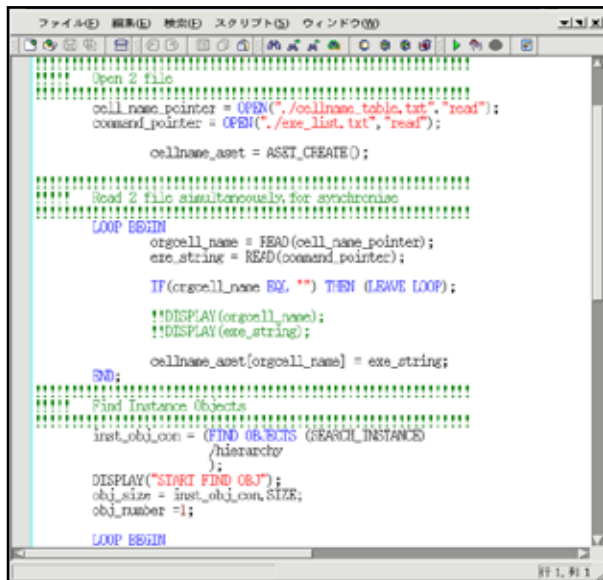 ファイル(F) 編集(E) 検索(S) スクリプト(S) ウィンドウ(W)
!!!!!!!!!!!!!!!!!!!!!!!!!!!!!!!!!!!!!!!!!!!!!!!!!!!!!!!!!!!!
!!!!! Open 2 file
!!!!!!!!!!!!!!!!!!!!!!!!!!!!!!!!!!!!!!!!!!!!!!!!!!!!!!!!!!!!
cell_name_pointer = OPEN("./cellname_table.txt","read");
command_pointer = OPEN("./exe_list.txt","read");
cellname_aset = ASET_CREATE();
!!!!!!!!!!!!!!!!!!!!!!!!!!!!!!!!!!!!!!!!!!!!!!!!!!!!!!!!!!!!
!!!!! Read 2 file simultaneously,for synchronise
!!!!!!!!!!!!!!!!!!!!!!!!!!!!!!!!!!!!!!!!!!!!!!!!!!!!!!!!!!!!
LOOP BEGIN
orgcell_name = READ(cell_name_pointer);
exe_string = READ(command_pointer);
IF(orgcell_name EQL "") THEN (LEAVE LOOP);
!!DISPLAY(orgcell_name);
!!DISPLAY(exe_string);
cellname_aset[orgcell_name] = exe_string;
END;
!!!!!!!!!!!!!!!!!!!!!!!!!!!!!!!!!!!!!!!!!!!!!!!!!!!!!!!!!!!!
!!!!! Find Instance Objects
!!!!!!!!!!!!!!!!!!!!!!!!!!!!!!!!!!!!!!!!!!!!!!!!!!!!!!!!!!!!
inst_obj_con = (FIND OBJECTS (SEARCH_INSTANCE)
/hierarchy
);
DISPLAY("START FIND OBJ");
obj_size = inst_obj_con.SIZE;
obj_number =1;
LOOP BEGIN
行 1, 列 1